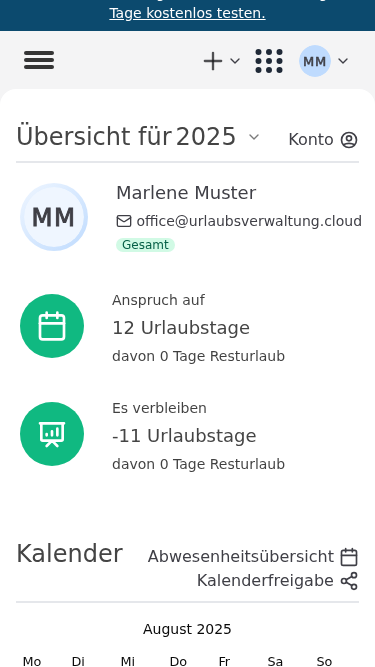 Tage kostenlos testen.
MM
Übersicht für 2025
Konto
MM
Marlene Muster
office@urlaubsverwaltung.cloud
Gesamt
Anspruch auf
12 Urlaubstage
davon 0 Tage Resturlaub
Es verbleiben
-11 Urlaubstage
davon 0 Tage Resturlaub
Kalender
Abwesenheitsübersicht
Kalenderfreigabe
August 2025
Mo Di Mi Do Fr Sa So